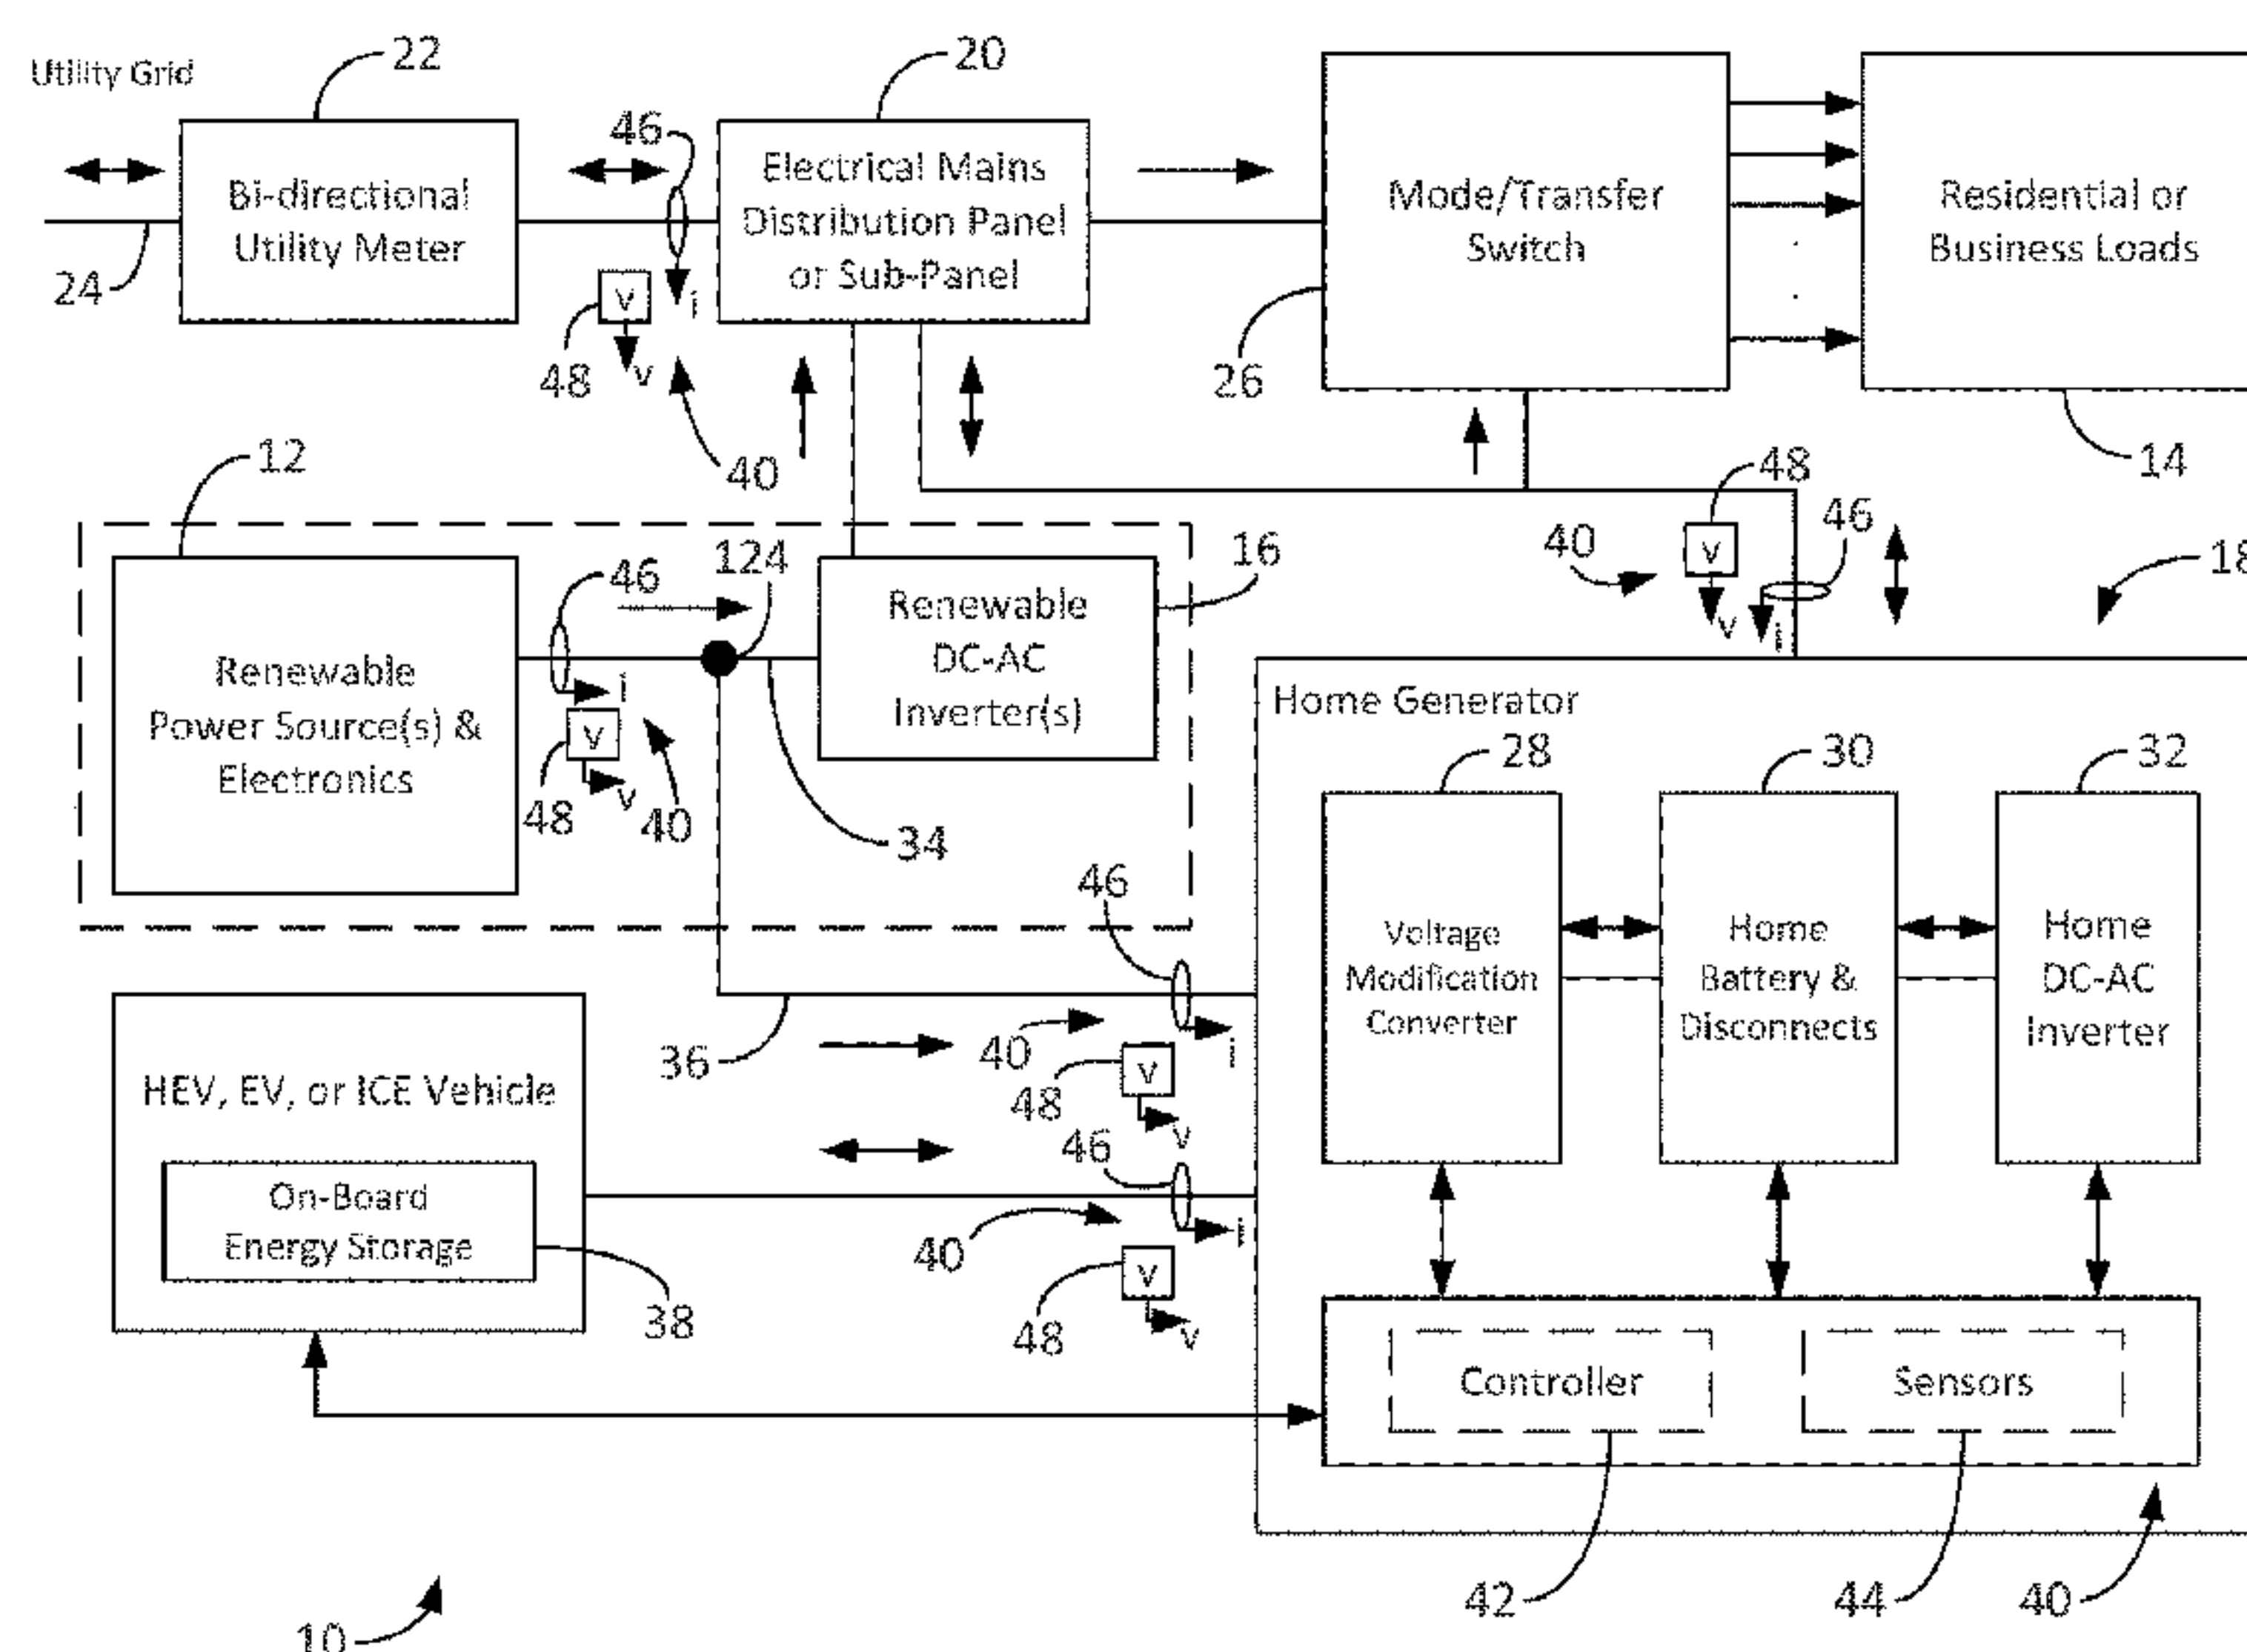 Utility Grid
22
20
46
Bi-directional
Utility Meter
Electrical Mains
Distribution Panel
or Sub-Panel
Mode/Transfer
Switch
Residential or
Business Loads
24
v
i
48
v
40
26
14
12
124
16
48
46
40
v
v
i
18
46
Renewable
Power Source(s) &
Electronics
i
v
48
v
40
Renewable
DC-AC
Inverter(s)
34
Home Generator
28
30
32
46
Voltage
Modification
Converter
Home
Battery &
Disconnects
Home
DC-AC
Inverter
36
40
i
48
v
v
HEV, EV, or ICE Vehicle
On-Board
Energy Storage
38
46
40
i
48
v
v
Controller
Sensors
42
44
40
10